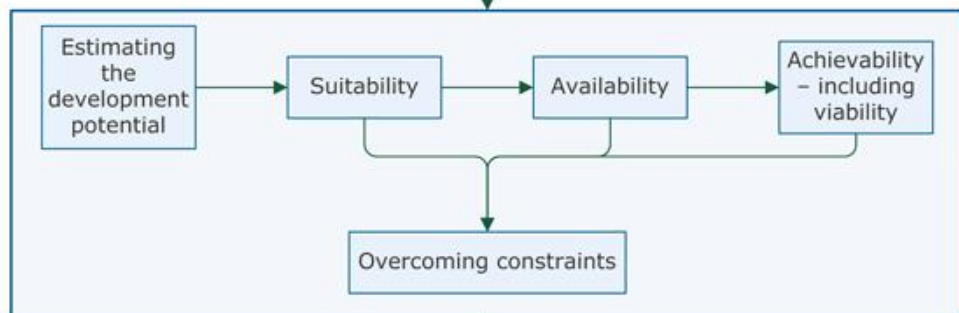 Estimating
the
development
potential
Suitability
Availability
Achievability
– including
viability
Overcoming constraints